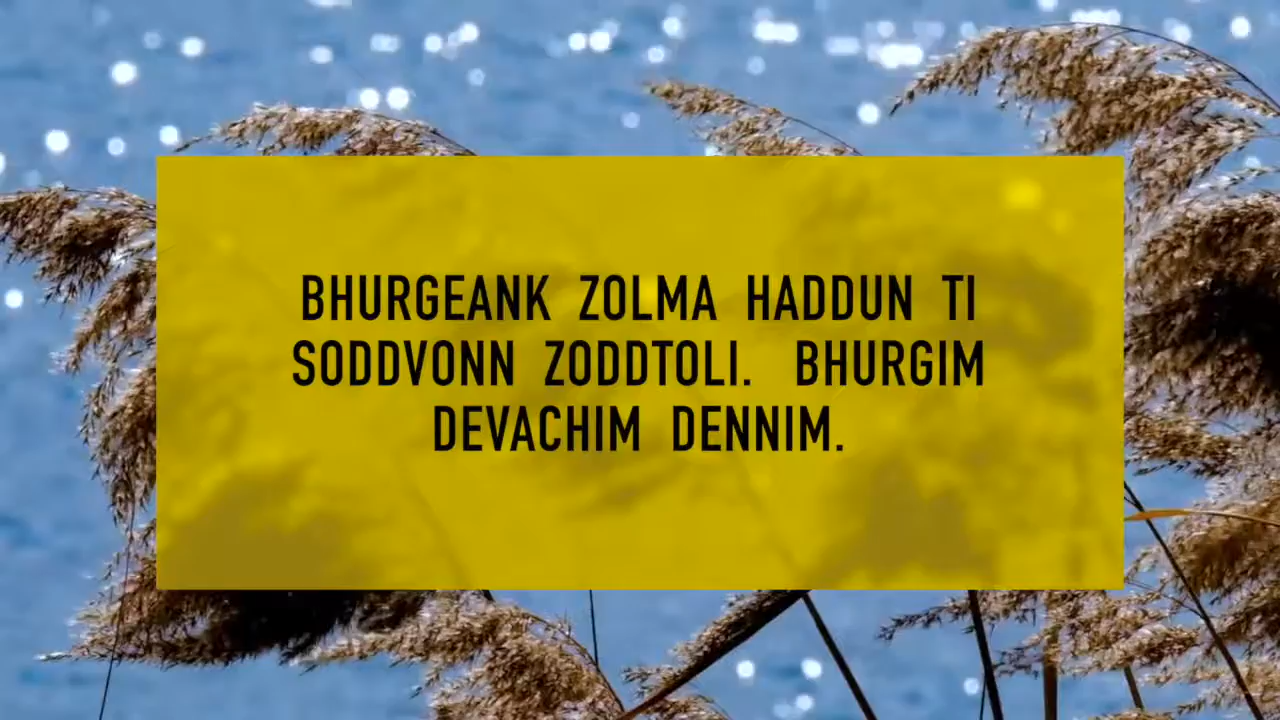 BHURGEANK ZOLMA HADDUN TI
SODDVONN ZODDTOLI. BHURGIM
DEVACHIM DENNIM.